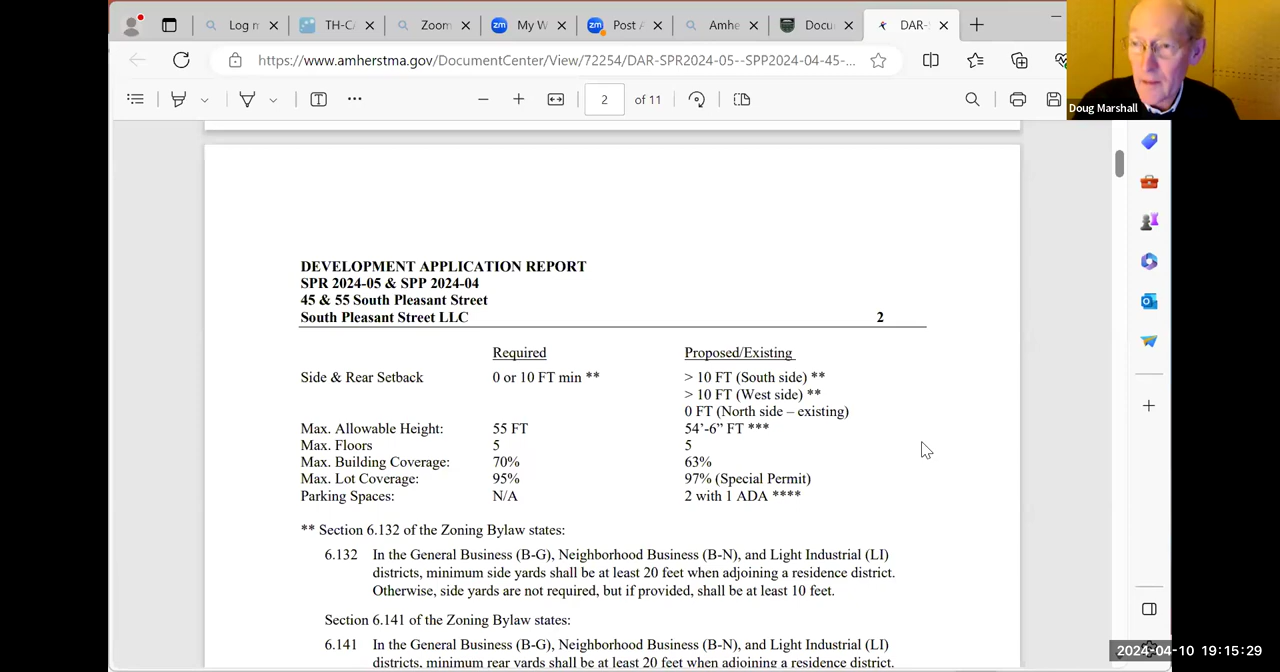 Log n
TH-CA
Zoom
My W
Post A
Amhe
Docu
DAR-
https://www.amherstma.gov/DocumentCenter/View/72254/DAR-SPR2024-05--SPP2024-04-45-...
2 of 11
Doug Marshall
DEVELOPMENT APPLICATION REPORT
SPR 2024-05 & SPP 2024-04
45 & 55 South Pleasant Street
South Pleasant Street LLC 2
Required Proposed/Existing
Side & Rear Setback 0 or 10 FT min ** > 10 FT (South side) **
> 10 FT (West side) **
0 FT (North side – existing)
Max. Allowable Height: 55 FT 54’-6” FT ***
Max. Floors 5 5
Max. Building Coverage: 70% 63%
Max. Lot Coverage: 95% 97% (Special Permit)
Parking Spaces: N/A 2 with 1 ADA ****
** Section 6.132 of the Zoning Bylaw states:
6.132 In the General Business (B-G), Neighborhood Business (B-N), and Light Industrial (LI)
districts, minimum side yards shall be at least 20 feet when adjoining a residence district.
Otherwise, side yards are not required, but if provided, shall be at least 10 feet.
Section 6.141 of the Zoning Bylaw states:
6.141 In the General Business (B-G), Neighborhood Business (B-N), and Light Industrial (LI)
districts, minimum rear yards shall be at least 20 feet when adjoining a residence district.
2024-04-10 19:15:29